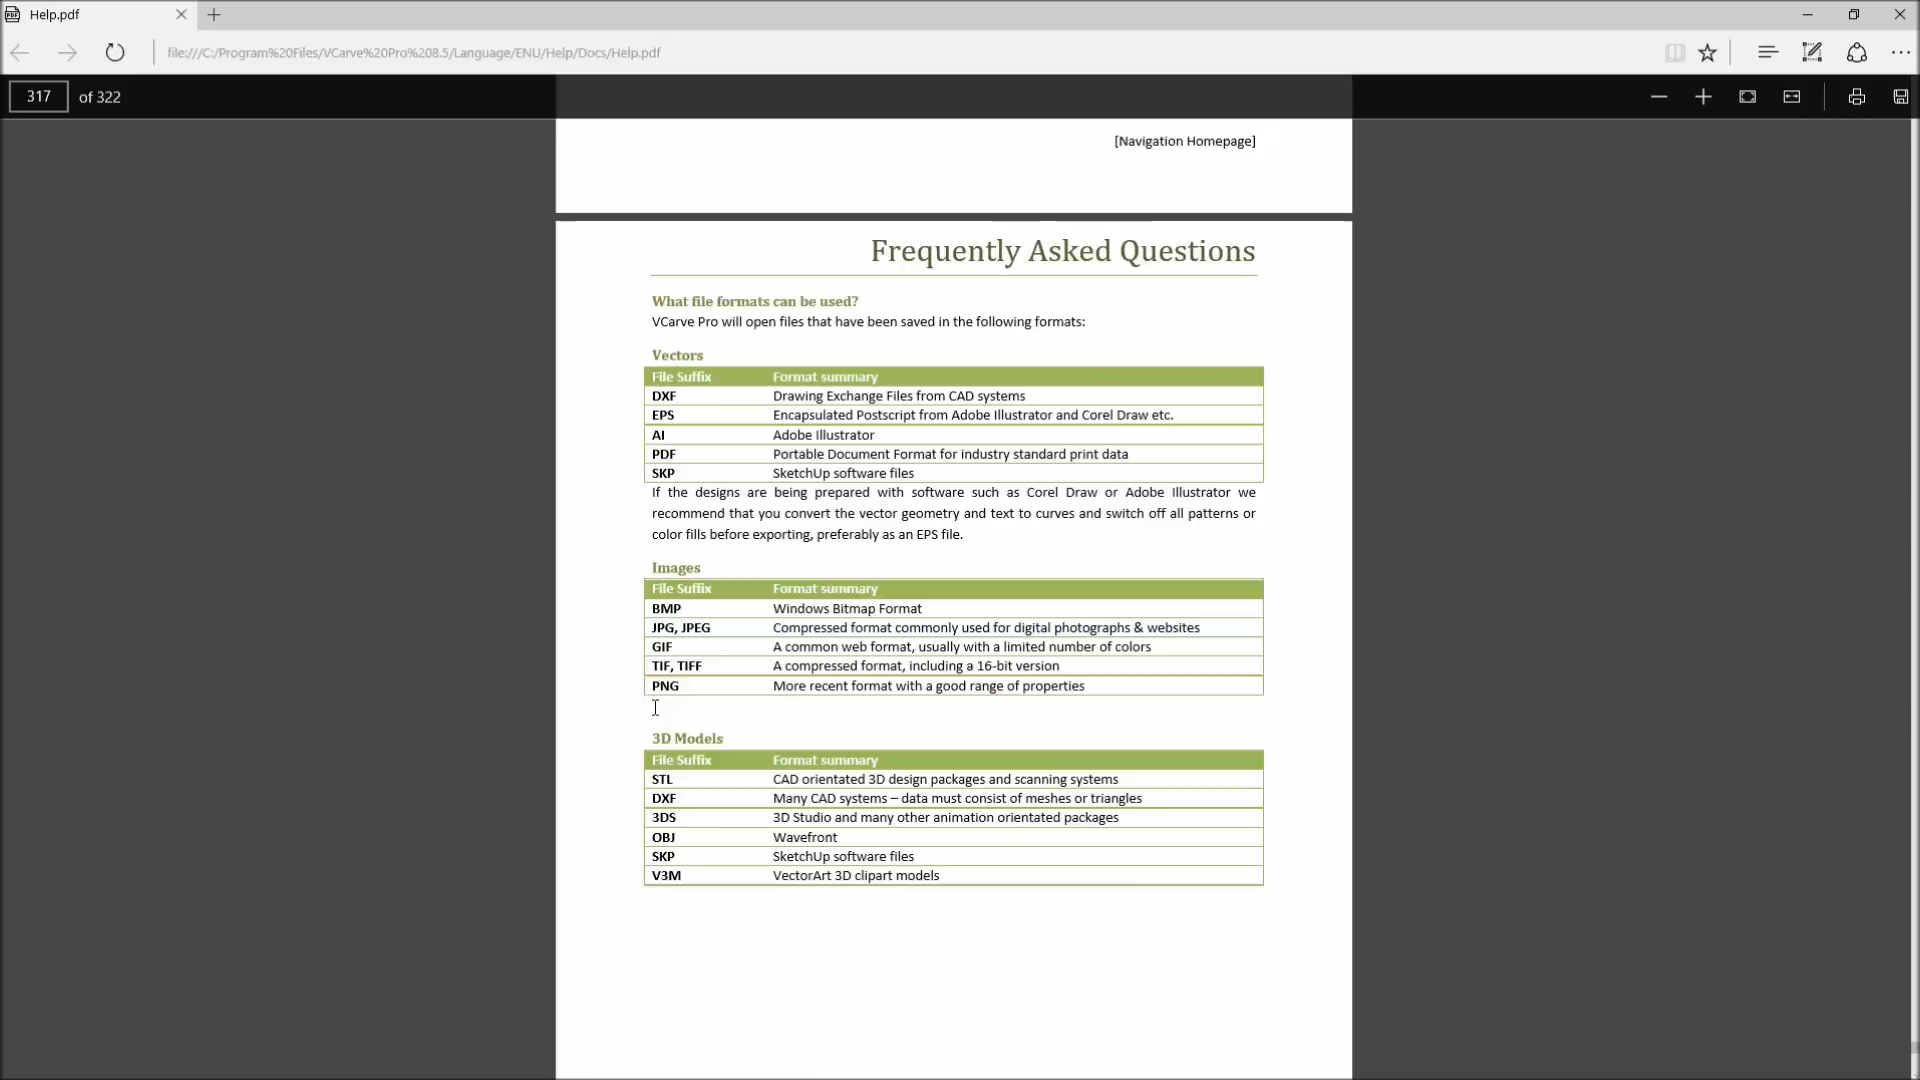 Help.pdf
file:///C:/Program%20Files/VCarve%20Pro%208.5/Language/ENU/Help/Docs/Help.pdf
317 of 322
[Navigation Homepage]
Frequently Asked Questions
What file formats can be used?
VCarve Pro will open files that have been saved in the following formats:
Vectors
File Suffix Format summary
DXF Drawing Exchange Files from CAD systems
EPS Encapsulated Postscript from Adobe Illustrator and Corel Draw etc.
AI Adobe Illustrator
PDF Portable Document Format for industry standard print data
SKP SketchUp software files
If the designs are being prepared with software such as Corel Draw or Adobe Illustrator we
recommend that you convert the vector geometry and text to curves and switch off all patterns or
color fills before exporting, preferably as an EPS file.
Images
File Suffix Format summary
BMP Windows Bitmap Format
JPG, JPEG Compressed format commonly used for digital photographs & websites
GIF A common web format, usually with a limited number of colors
TIF, TIFF A compressed format, including a 16-bit version
PNG More recent format with a good range of properties
3D Models
File Suffix Format summary
STL CAD orientated 3D design packages and scanning systems
DXF Many CAD systems – data must consist of meshes or triangles
3DS 3D Studio and many other animation orientated packages
OBJ Wavefront
SKP SketchUp software files
V3M VectorArt 3D clipart models